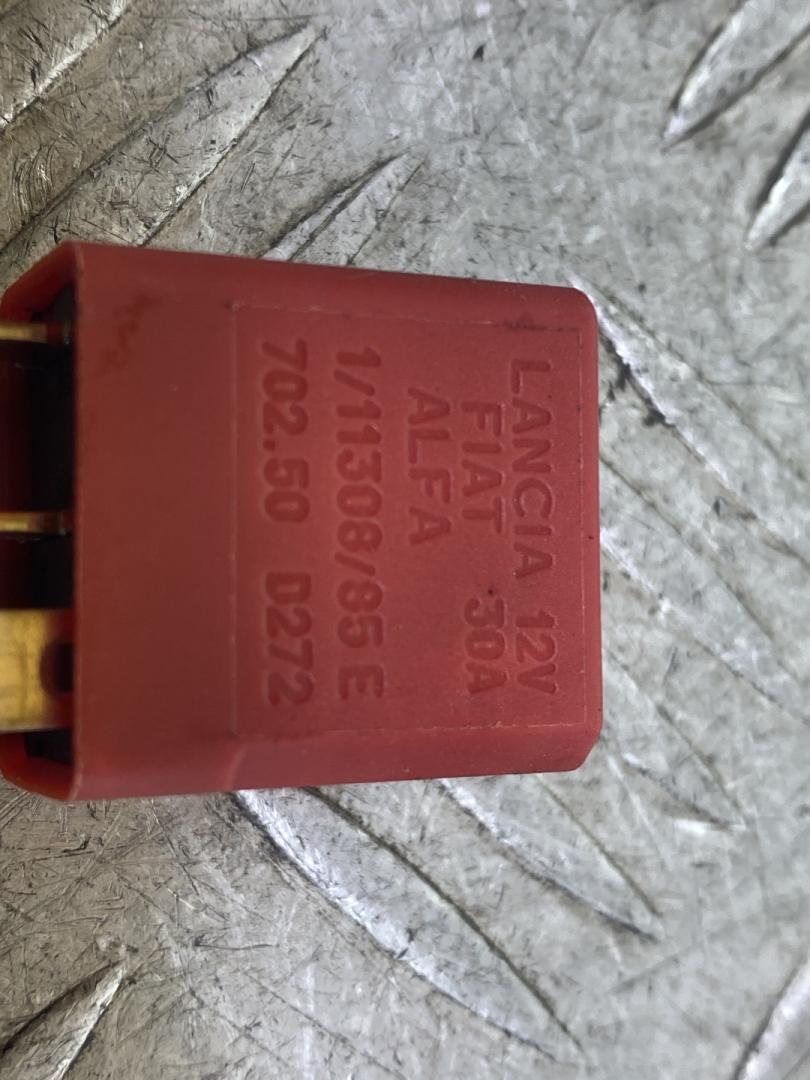 LANCIA 12V
FIAT 30A
ALFA
1/11308/85 E
702.50 D272